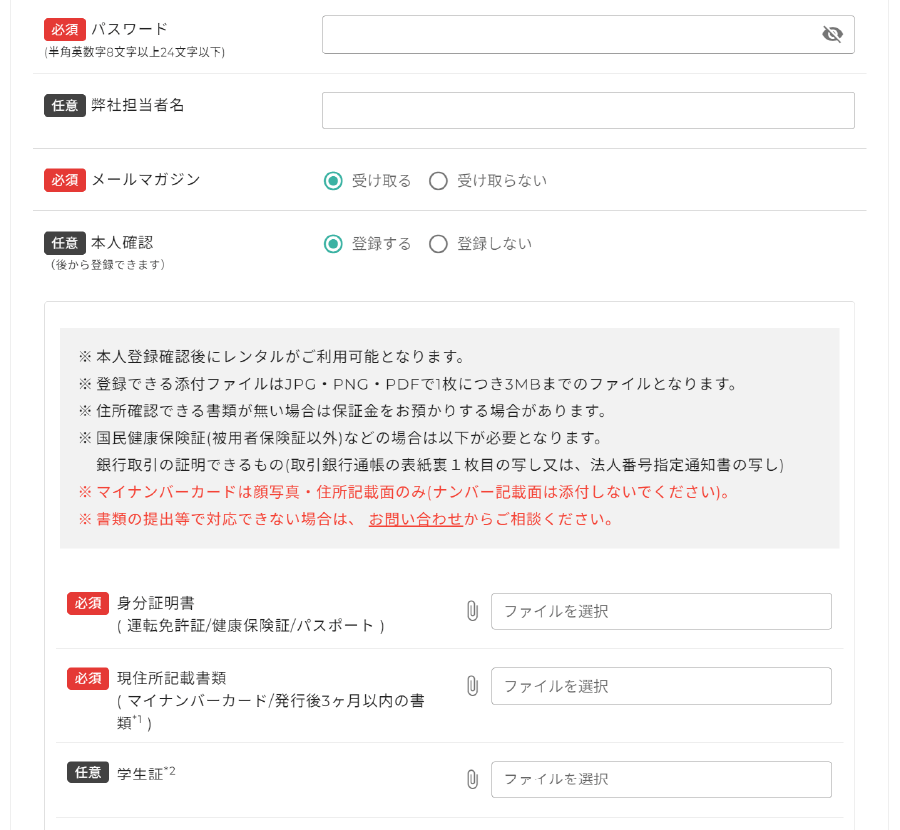 必須 パスワード
(半角英数字8文字以上24文字以下)
任意 弊社担当者名
必須 メールマガジン 受け取る 受け取らない
任意 本人確認 登録する 登録しない
(後から登録できます)
※ 本人登録確認後にレンタルがご利用可能となります。
※ 登録できる添付ファイルはJPG・PNG・PDFで1枚につき3MBまでのファイルとなります。
※ 住所確認できる書類が無い場合は保証金をお預かりする場合があります。
※ 国民健康保険証(被用者保険証以外)などの場合は以下が必要となります。
銀行取引の証明できるもの(取引銀行通帳の表紙裏１枚目の写し又は、法人番号指定通知書の写し)
※ マイナンバーカードは顔写真・住所記載面のみ(ナンバー記載面は添付しないでください)。
※ 書類の提出等で対応できない場合は、 お問い合わせからご相談ください。
必須 身分証明書 ファイルを選択
( 運転免許証/健康保険証/パスポート )
必須 現住所記載書類 ファイルを選択
( マイナンバーカード/発行後3ヶ月以内の書
類*1 )
任意 学生証*2 ファイルを選択